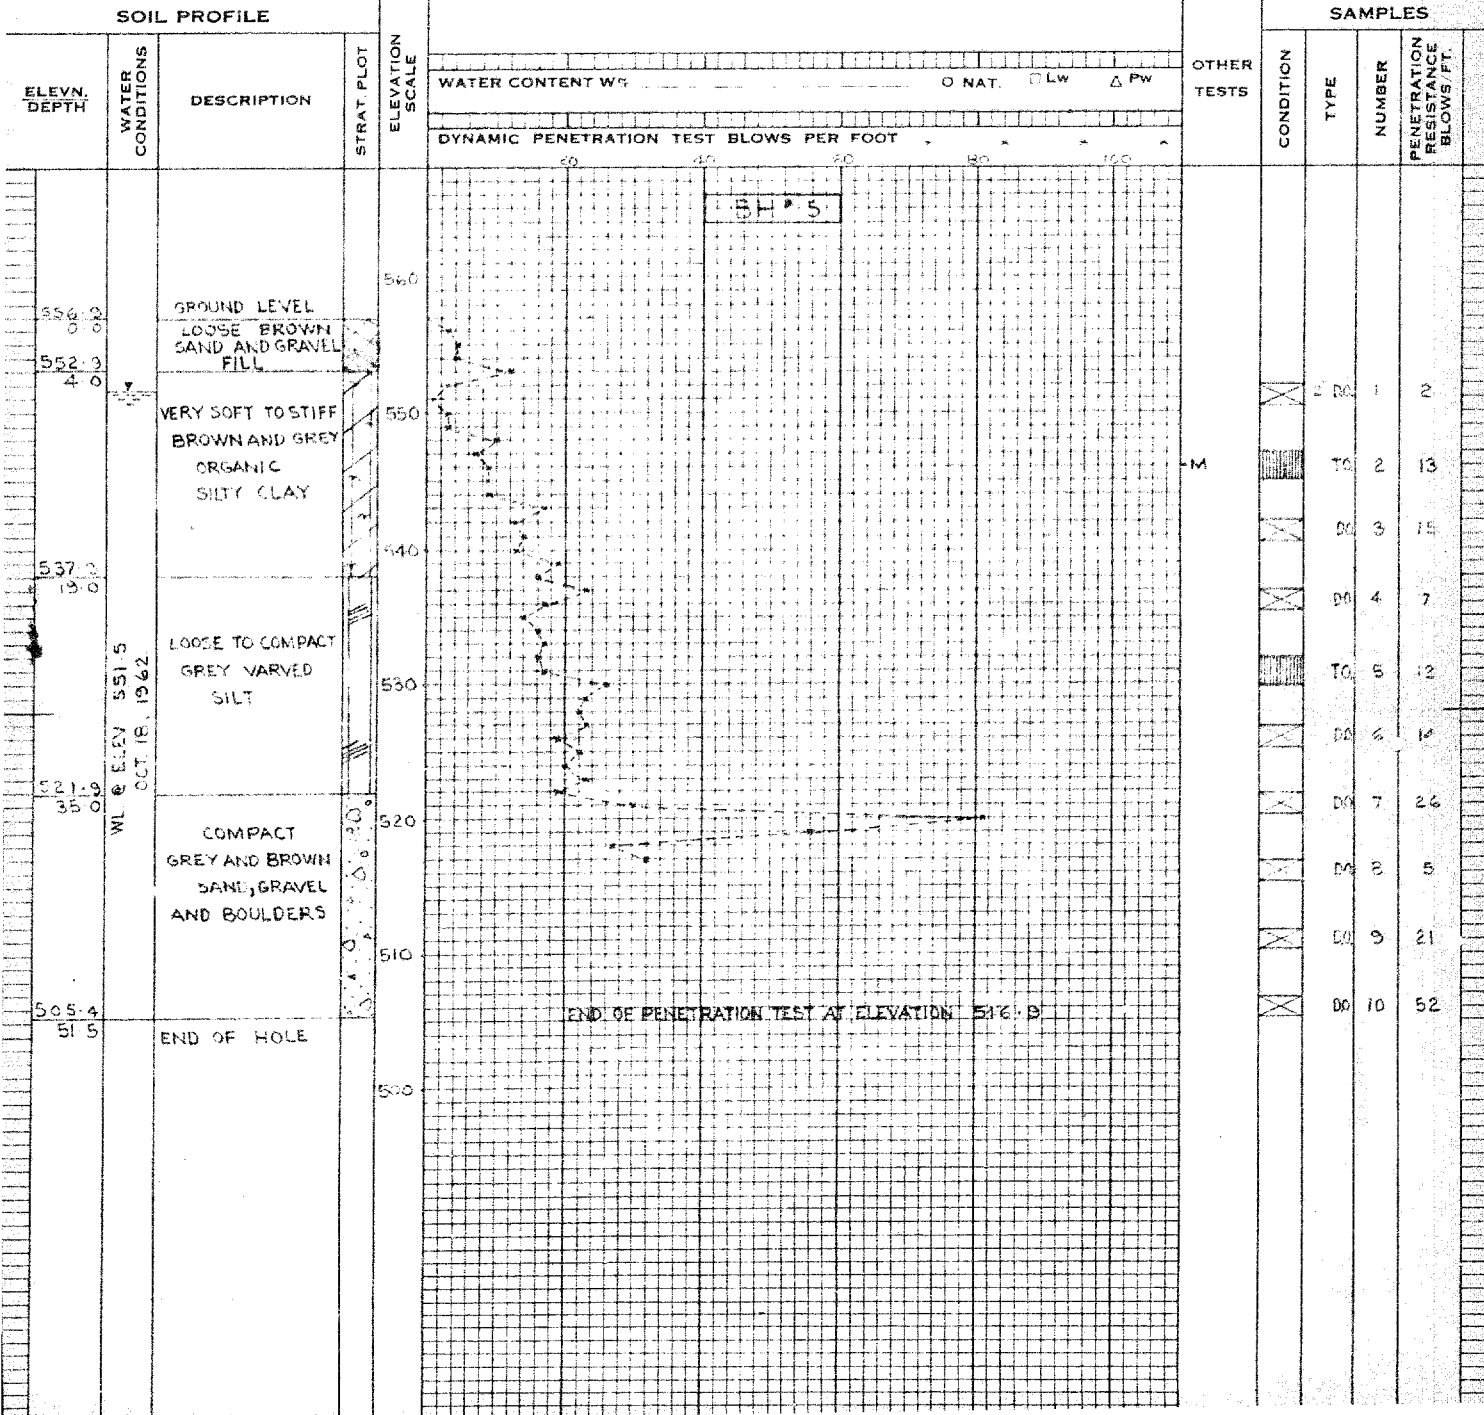 SOIL PROFILE
SAMPLES
ELEVN.
DEPTH
WATER
CONDITIONS
DESCRIPTION
STRAT. PLOT
ELEVATION
SCALE
WATER CONTENT W% O NAT. □ Lw △ Pw
DYNAMIC PENETRATION TEST BLOWS PER FOOT
20 40 60 80 100
OTHER
TESTS
CONDITION
TYPE
NUMBER
PENETRATION
RESISTANCE
BLOWS/FT.
BH # 5
560
556.9
0.0
GROUND LEVEL
LOOSE BROWN
SAND AND GRAVEL
FILL
552.9
4.0
VERY SOFT TO STIFF
BROWN AND GREY
ORGANIC
SILTY CLAY
550
DO 1 2
M
TO 2 13
DO 3 15
540
537.9
19.0
DO 4 7
LOOSE TO COMPACT
GREY VARVED
SILT
530
TO 5 12
DO 6
WL @ ELEV 551.5
OCT 18, 1962
521.9
35.0
DO 7 26
520
COMPACT
GREY AND BROWN
SAND, GRAVEL
AND BOULDERS
DO 8 5
510
DO 9 21
505.4
51.5
END OF HOLE
END OF PENETRATION TEST AT ELEVATION 516.9
DO 10 52
500